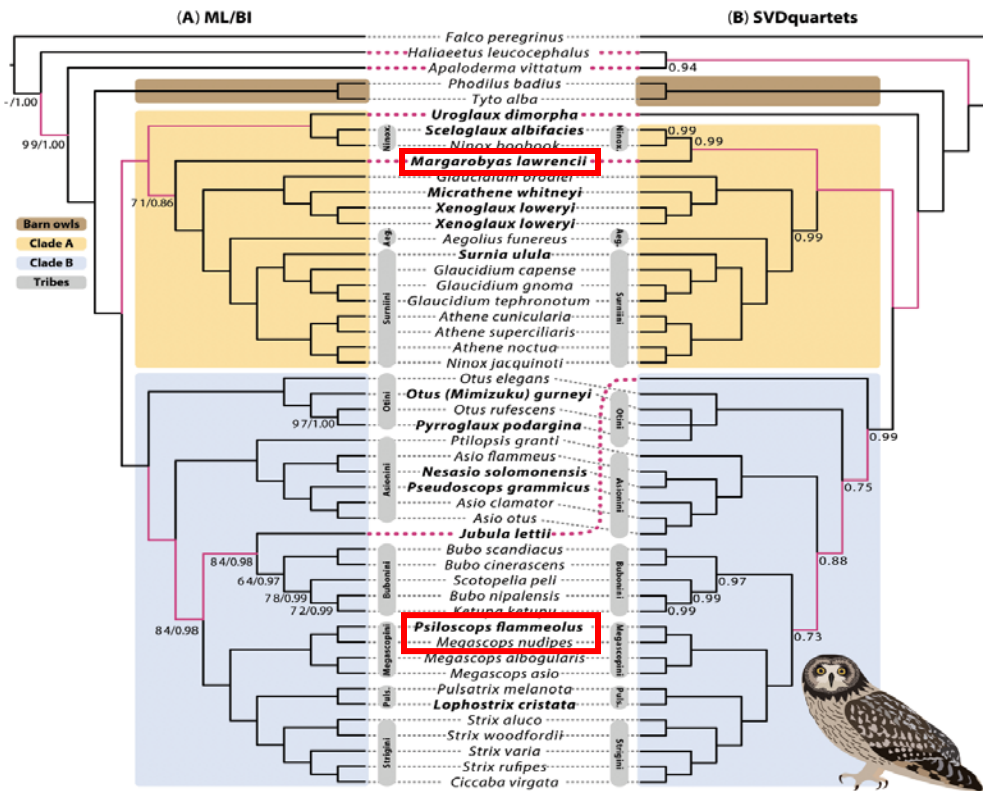 (A) ML/BI
(B) SVDquartets
Falco peregrinus
Haliaeetus leucocephalus
Apaloderma vittatum
0.94
Phodilus badius
-/1.00
Tyto alba
Uroglaux dimorpha
99/1.00
Ninox.
Sceloglaux albifacies
Ninox.
0.99
Ninox boobook
0.99
Margarobyas lawrencii
Glaucidium brodiei
Micrathene whitneyi
71/0.86
Xenoglaux loweryi
Barn owls
Xenoglaux loweryi
Clade A
Aeg.
Aegolius funereus
Aeg.
0.99
Clade B
Surnia ulula
Tribes
Glaucidium capense
Glaucidium gnoma
Surniini
Glaucidium tephronotum
Surniini
Athene cunicularia
Athene superciliaris
Athene noctua
Ninox jacquinoti
Otus elegans
Otini
Otus (Mimizuku) gurneyi
Otini
Otus rufescens
97/1.00
Pyrroglaux podargina
0.99
Ptilopsis granti
Asio flammeus
Asionini
Nesasio solomonensis
Asionini
Pseudoscops grammicus
0.75
Asio clamator
Asio otus
Jubula lettii
84/0.98
Bubo scandiacus
0.88
64/0.97
Bubo cinerascens
0.97
Bubonini
Scotopelia peli
Bubonini
78/0.99
Bubo nipalensis
0.99
72/0.99
Ketupa ketupu
0.99
84/0.98
Psiloscops flammeolus
0.73
Megascopini
Megascops nudipes
Megascopini
Megascops albogularis
Megascops asio
Puls.
Pulsatrix melanota
Puls.
Lophostrix cristata
Strix aluco
Strix woodfordii
Strigini
Strix varia
Strigini
Strix rufipes
Ciccaba virgata